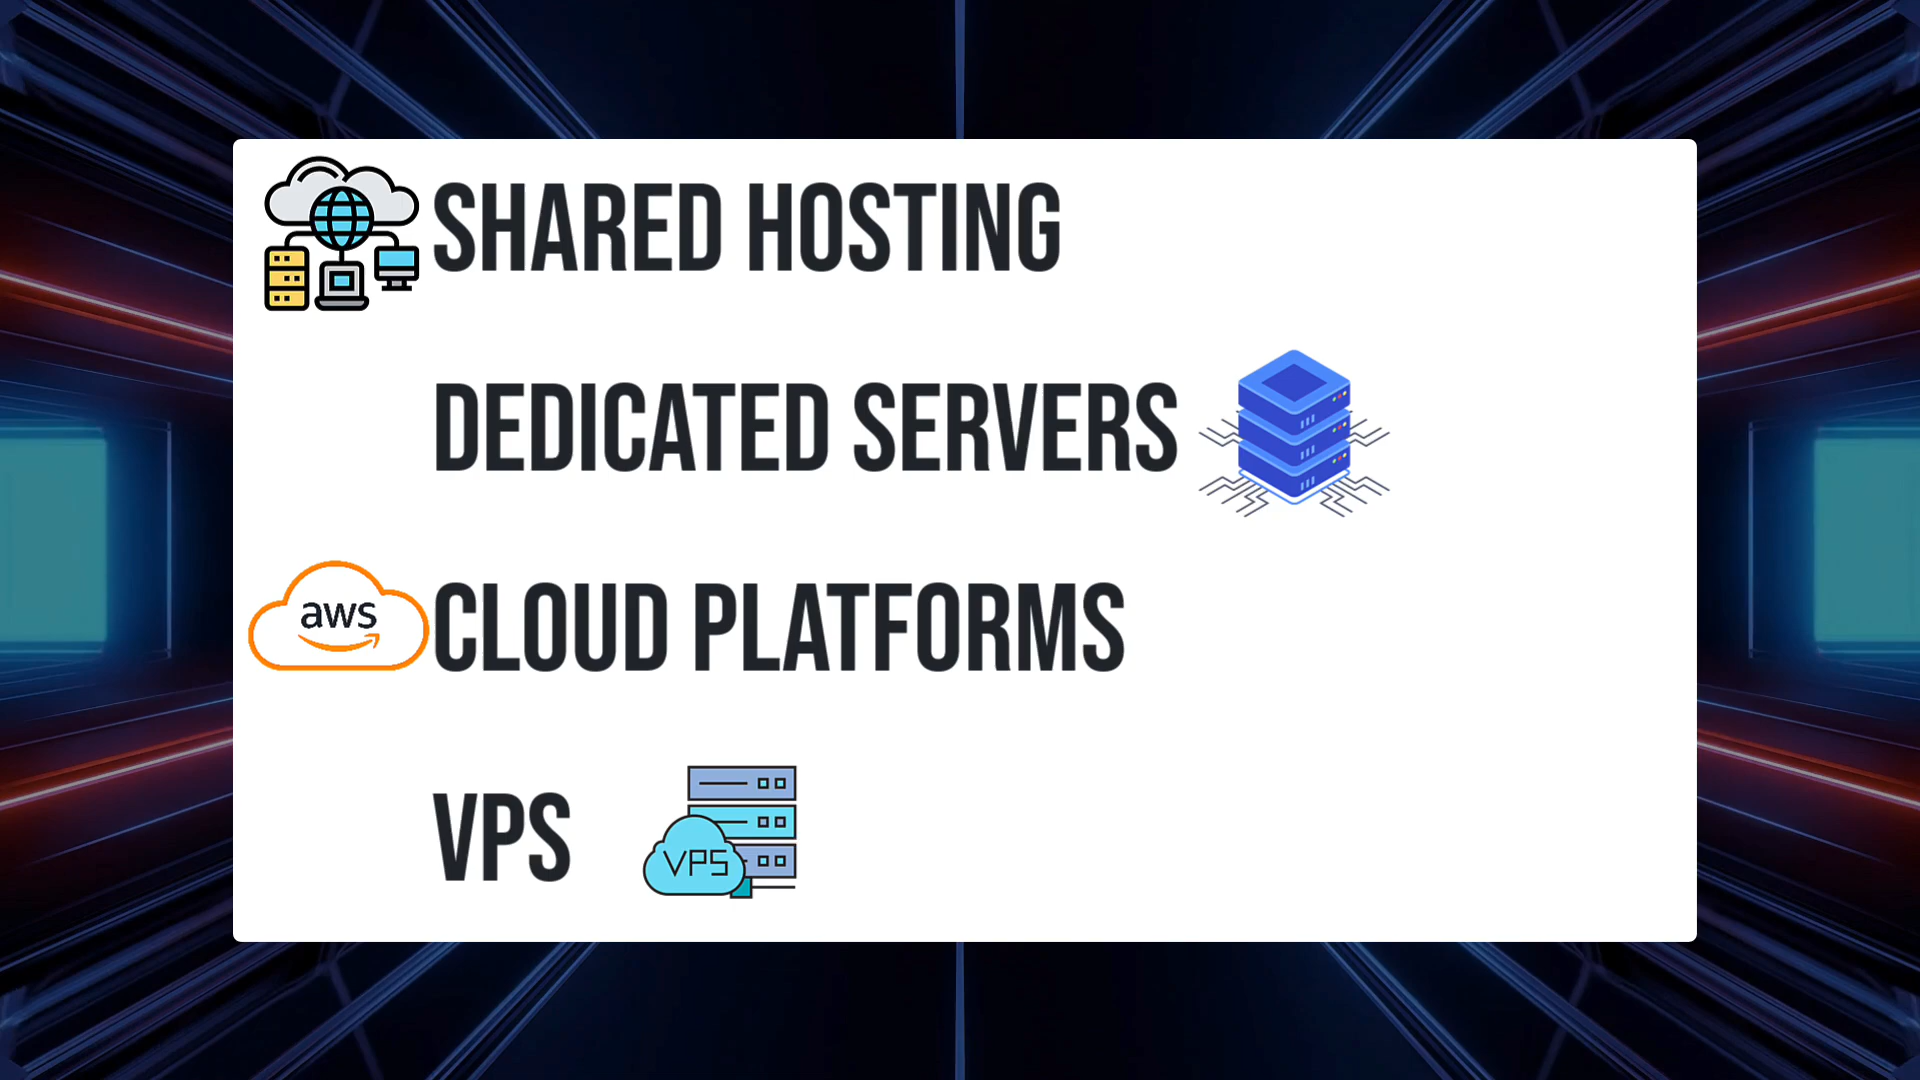 SHARED HOSTING
DEDICATED SERVERS
aws
CLOUD PLATFORMS
VPS
VPS